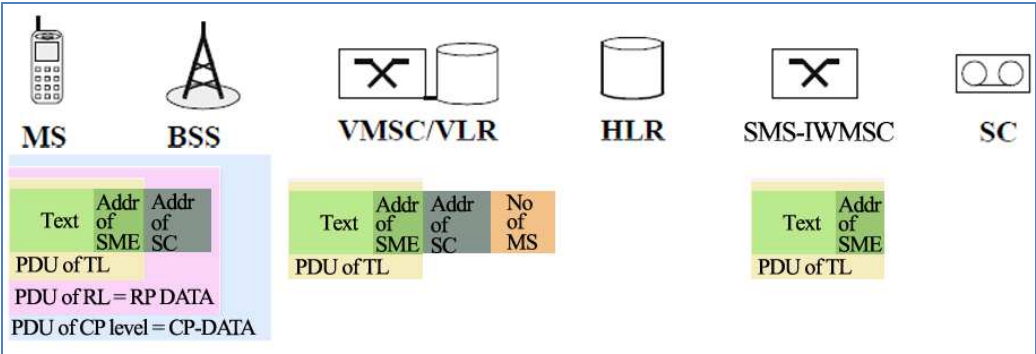 MS
BSS
VMSC/VLR
HLR
SMS-IWMSC
SC
Text
Addr
of
SME
Addr
of
SC
PDU of TL
PDU of RL = RP DATA
PDU of CP level = CP-DATA
Text
Addr
of
SME
Addr
of
SC
No
of
MS
PDU of TL
Text
Addr
of
SME
PDU of TL